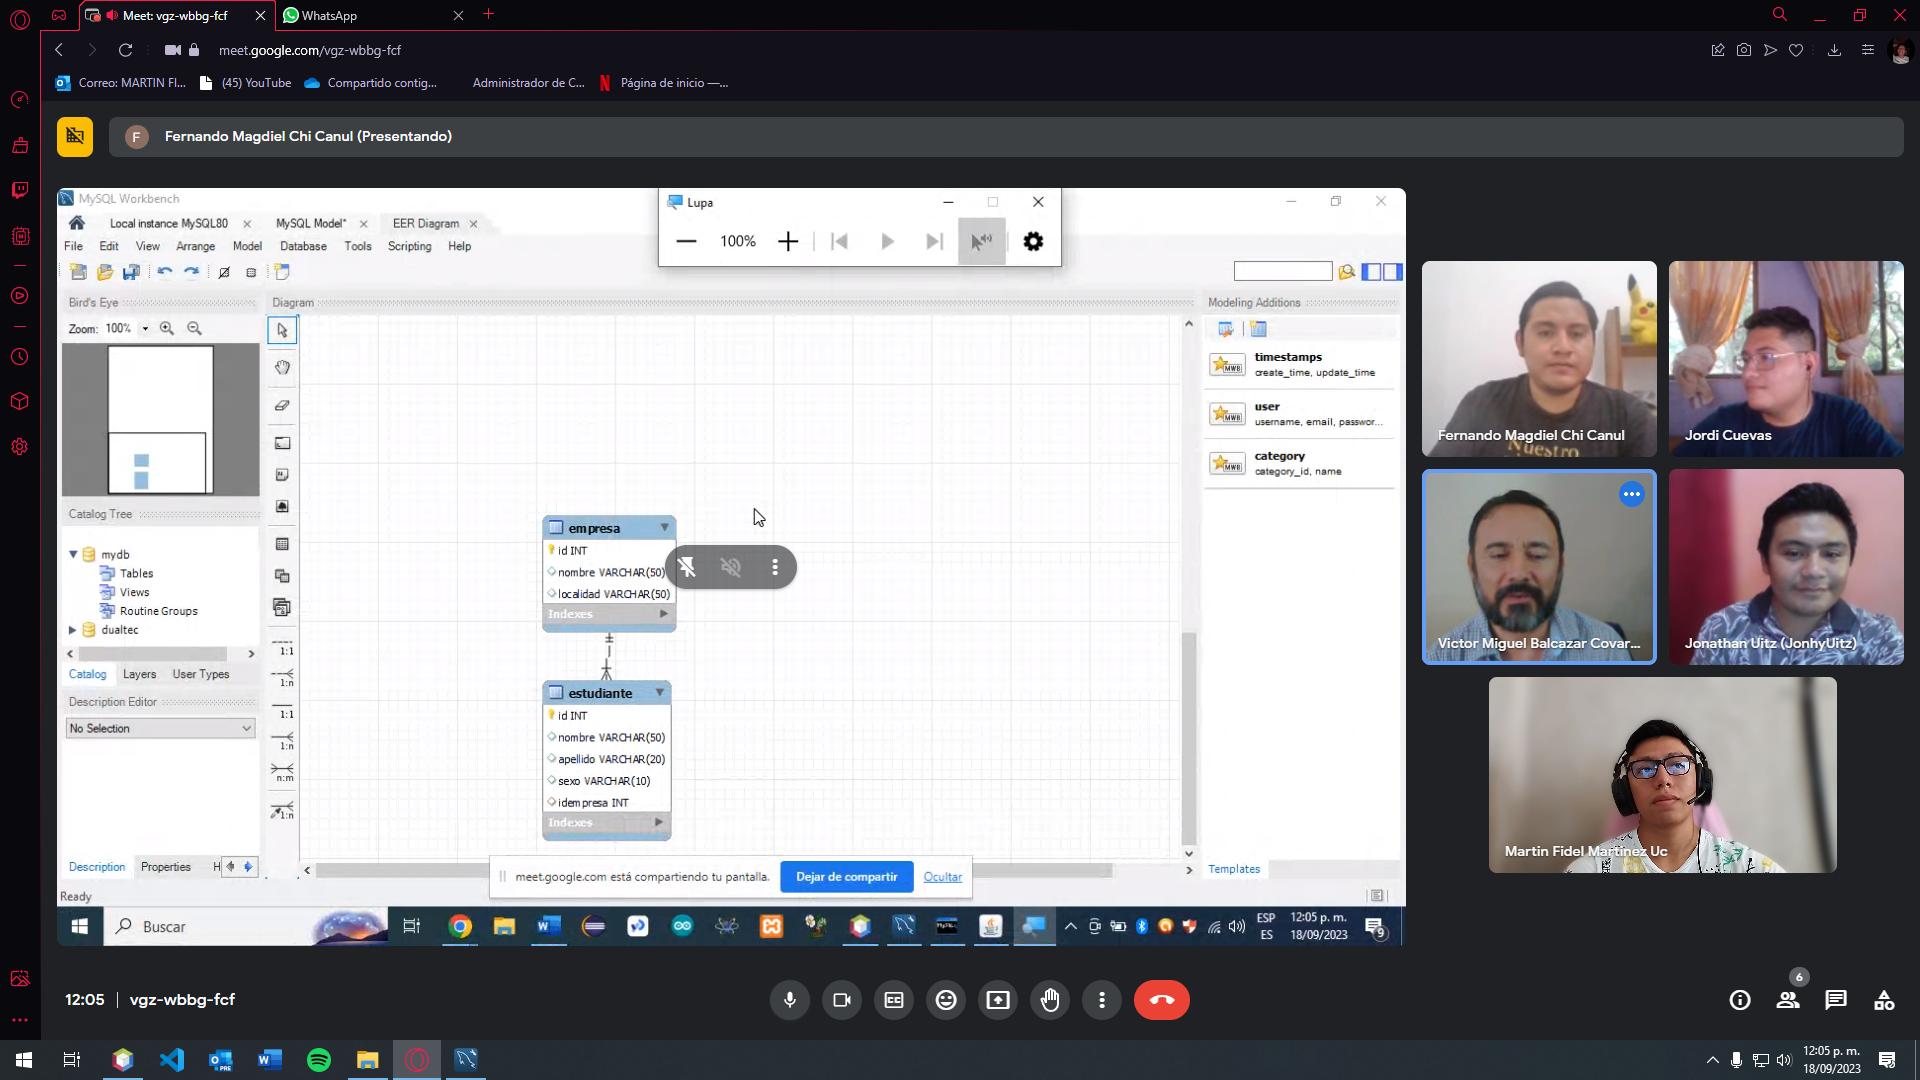 Meet: vgz-wbbg-fcf
WhatsApp
meet.google.com/vgz-wbbg-fcf
Correo: MARTIN FI...
(45) YouTube
Compartido contig...
Administrador de C...
Página de inicio —...
F
Fernando Magdiel Chi Canul (Presentando)
MySQL Workbench
Lupa
Local instance MySQL80
MySQL Model*
EER Diagram
100%
File Edit View Arrange Model Database Tools Scripting Help
Bird's Eye
Diagram
Modeling Additions
Zoom: 100%
timestamps
create_time, update_time
user
username, email, passwor...
category
category_id, name
Catalog Tree
mydb
Tables
Views
Routine Groups
dualtec
Catalog Layers User Types
Description Editor
No Selection
1:1
1:n
1:1
1:n
n:m
1:n
empresa
id INT
nombre VARCHAR(50)
localidad VARCHAR(50)
Indexes
estudiante
id INT
nombre VARCHAR(50)
apellido VARCHAR(20)
sexo VARCHAR(10)
idempresa INT
Indexes
Description Properties H
Templates
meet.google.com está compartiendo tu pantalla.
Dejar de compartir
Ocultar
Ready
Buscar
ESP
ES
12:05 p. m.
18/09/2023
9
Nuestro
Fernando Magdiel Chi Canul
Jordi Cuevas
Victor Miguel Balcazar Covar...
Jonathan Uitz (JonhyUitz)
Martin Fidel Martinez Uc
12:05 | vgz-wbbg-fcf
6
12:05 p. m.
18/09/2023